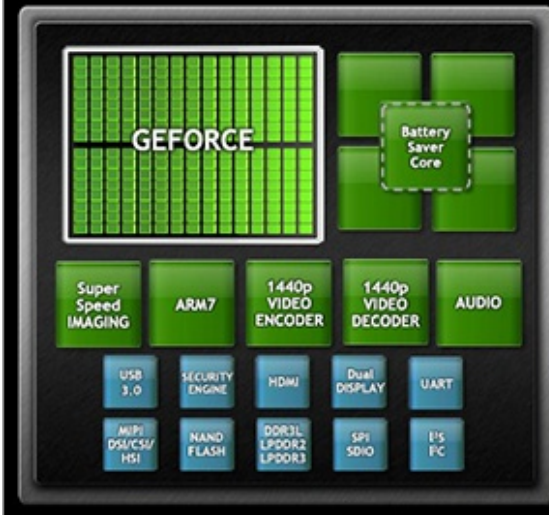 GEFORCE
Battery
Saver
Core
Super
Speed
IMAGING
ARM7
1440p
VIDEO
ENCODER
1440p
VIDEO
DECODER
AUDIO
USB
3.0
SECURITY
ENGINE
HDMI
Dual
DISPLAY
UART
MIPI
DSI/CSI/
HSI
NAND
FLASH
DDR3L
LPDDR2
LPDDR3
SPI
SDIO
I²S
I²C